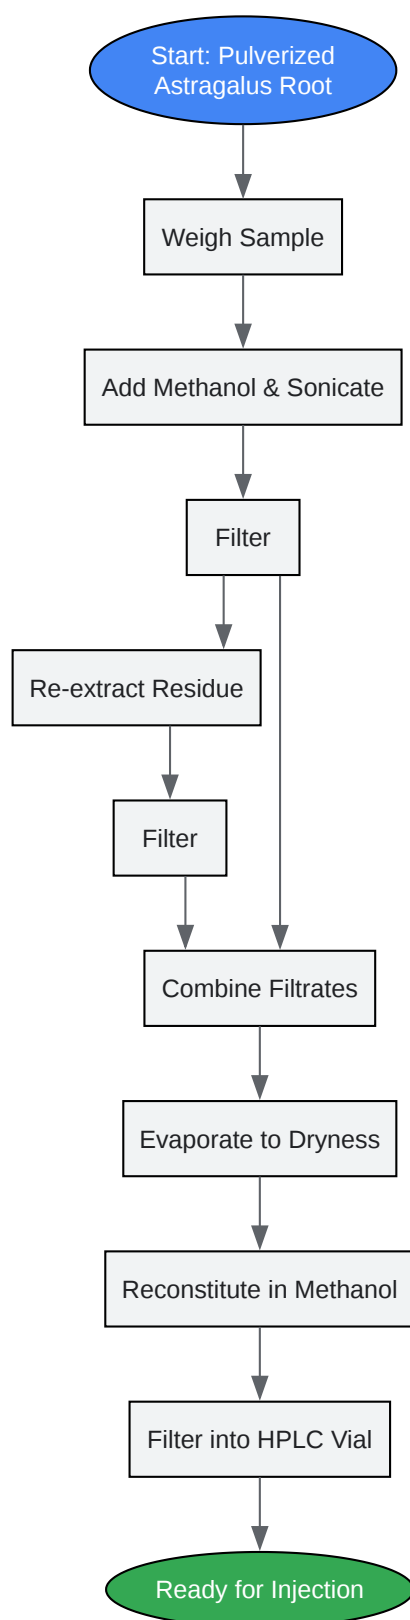 Start: Pulverized
Astragalus Root
Weigh Sample
Add Methanol & Sonicate
Filter
Re-extract Residue
Filter
Combine Filtrates
Evaporate to Dryness
Reconstitute in Methanol
Filter into HPLC Vial
Ready for Injection